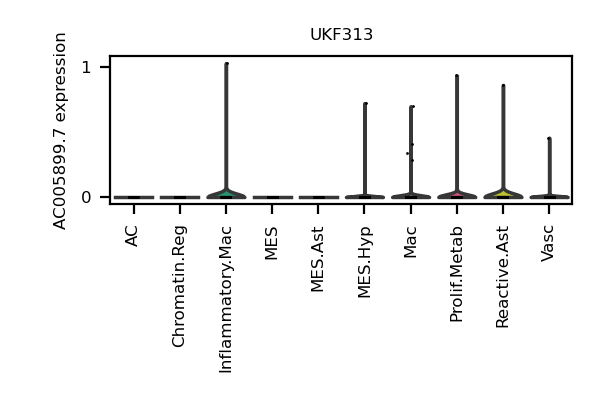 UKF313
AC005899.7 expression
1
0
AC
Chromatin.Reg
Inflammatory.Mac
MES
MES.Ast
MES.Hyp
Mac
Prolif.Metab
Reactive.Ast
Vasc